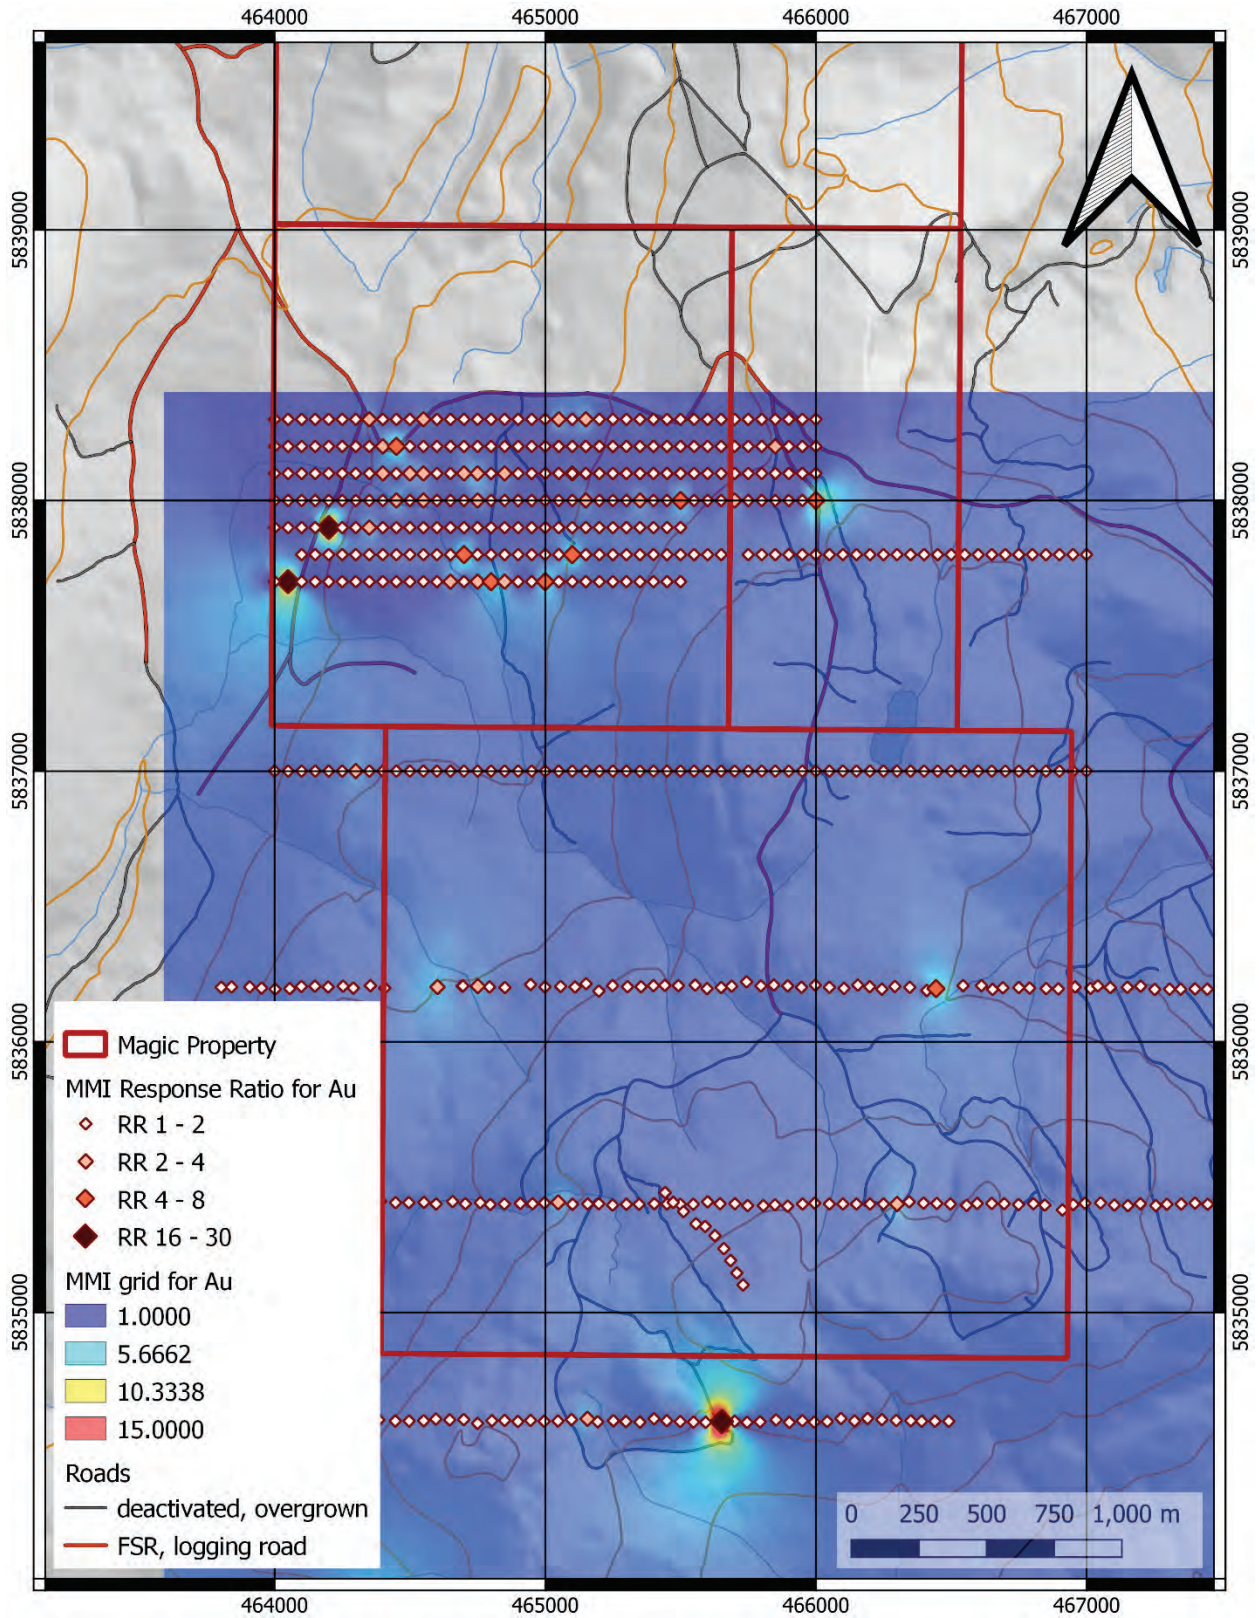 464000 465000 466000 467000
5839000 5839000
5838000 5838000
5837000 5837000
5836000 5836000
5835000 5835000
Magic Property
MMI Response Ratio for Au
RR 1 - 2
RR 2 - 4
RR 4 - 8
RR 16 - 30
MMI grid for Au
1.0000
5.6662
10.3338
15.0000
Roads
deactivated, overgrown
FSR, logging road
0 250 500 750 1,000 m
464000 465000 466000 467000